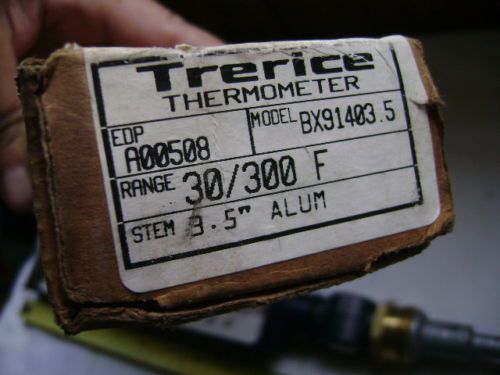 Trerice
THERMOMETER
EDP A00508 MODEL BX91403.5
RANGE 30/300 F
STEM 3.5" ALUM